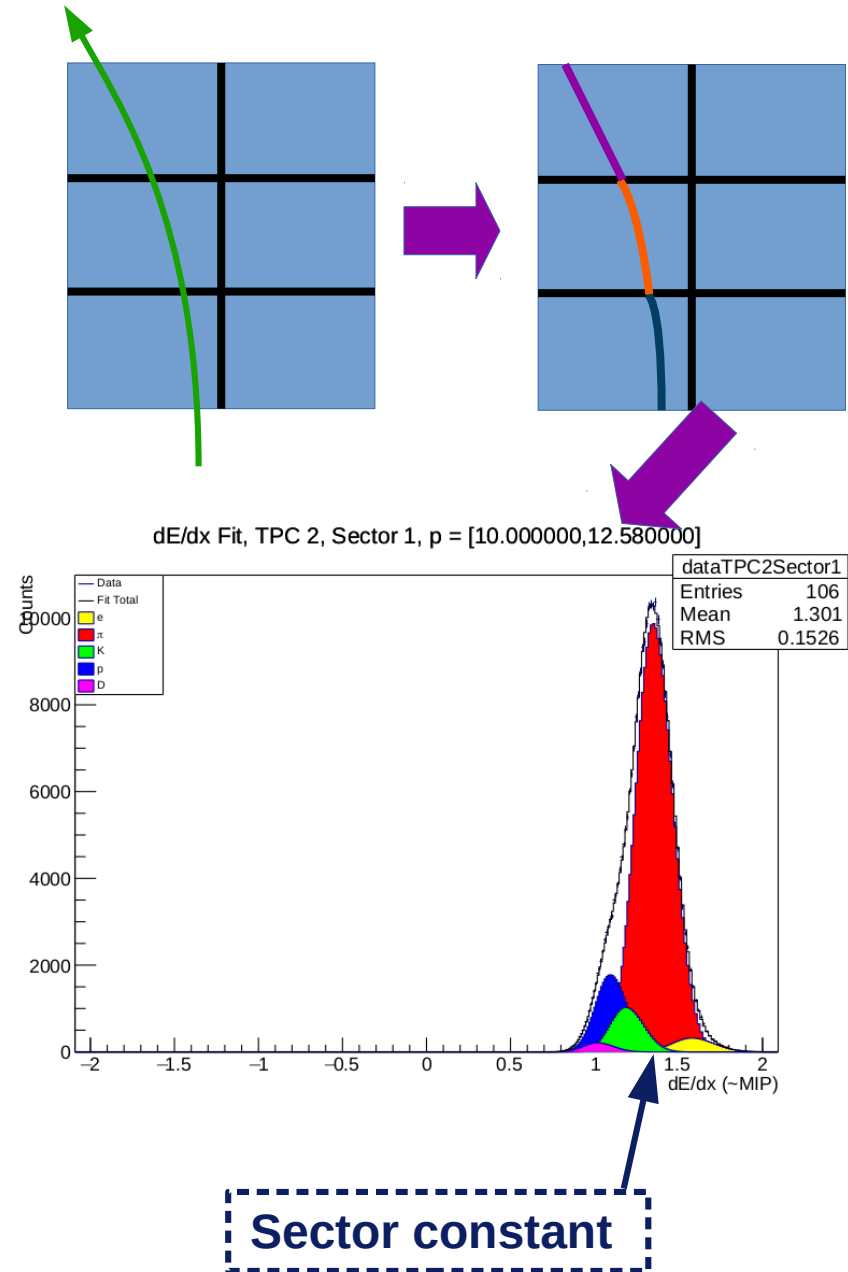 dE/dx Fit, TPC 2, Sector 1, p = [10.000000,12.580000]
dataTPC2Sector1
Entries 106
Mean 1.301
RMS 0.1526
Counts
Data
Fit Total
e
π
K
p
D
10000
8000
6000
4000
2000
0
−2 −1.5 −1 −0.5 0 0.5 1 1.5 2
dE/dx (~MIP)
Sector constant